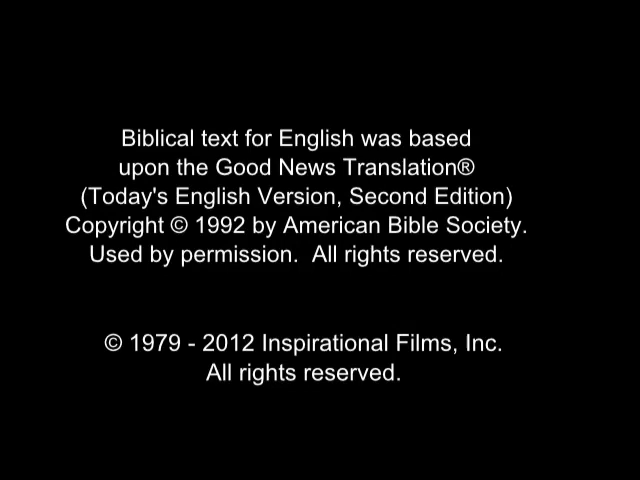 Biblical text for English was based
upon the Good News Translation®
(Today's English Version, Second Edition)
Copyright © 1992 by American Bible Society.
Used by permission.  All rights reserved.
© 1979 - 2012 Inspirational Films, Inc.
All rights reserved.